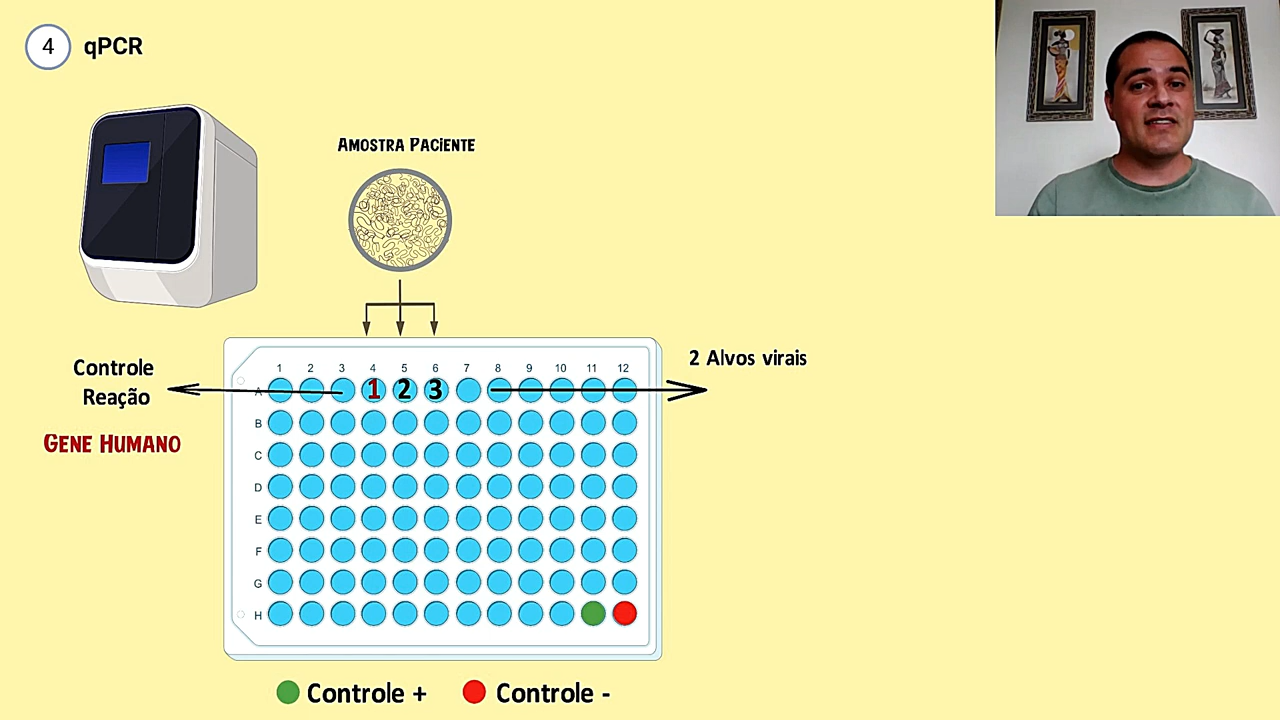 4 qPCR
AMOSTRA PACIENTE
Controle
Reação
GENE HUMANO
2 Alvos virais
1 2 3 4 5 6 7 8 9 10 11 12
A 1 2 3
B
C
D
E
F
G
H
Controle + Controle -